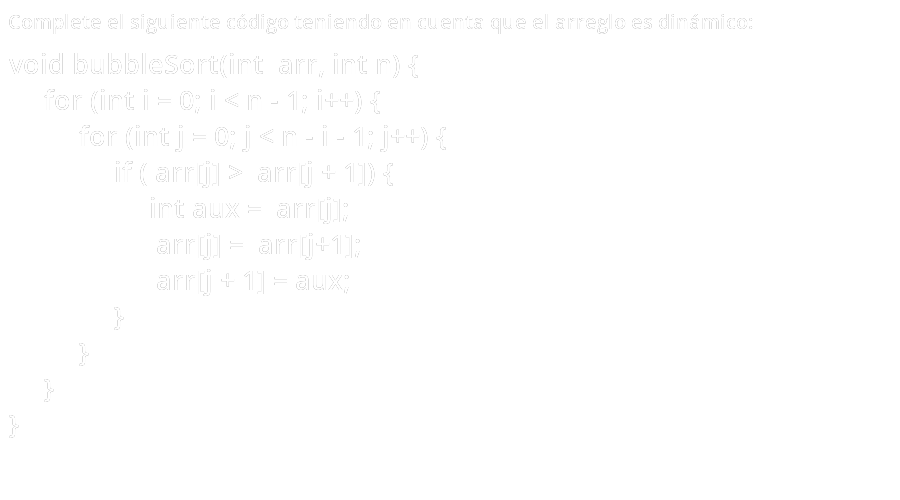 Complete el siguiente código teniendo en cuenta que el arreglo es dinámico:
void bubbleSort(int  arr, int n) {
for (int i = 0; i < n - 1; i++) {
for (int j = 0; j < n - i - 1; j++) {
if ( arr[j] >  arr[j + 1]) {
int aux =  arr[j];
arr[j] =  arr[j+1];
arr[j + 1] = aux;
}
}
}
}